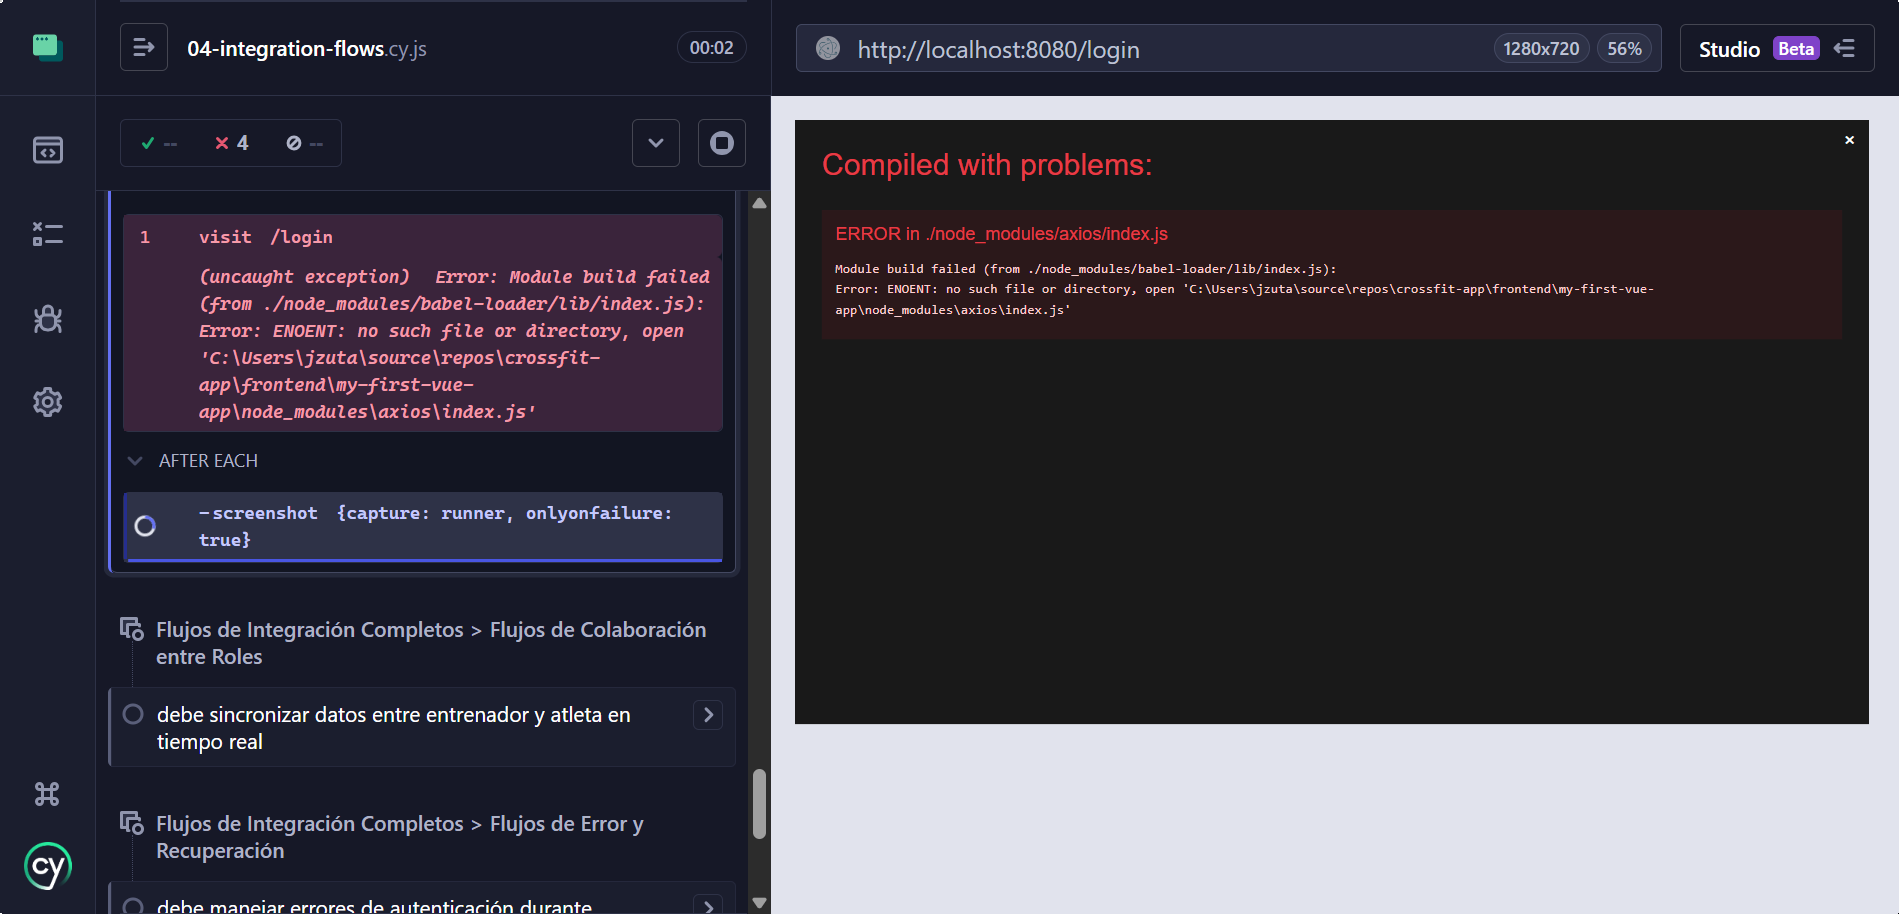 04-integration-flows.cy.js
00:02
http://localhost:8080/login
1280x720
56%
Studio Beta
--
4
--
1 visit /login
(uncaught exception) Error: Module build failed
(from ./node_modules/babel-loader/lib/index.js):
Error: ENOENT: no such file or directory, open
'C:\Users\jzuta\source\repos\crossfit-
app\frontend\my-first-vue-
app\node_modules\axios\index.js'
AFTER EACH
-screenshot {capture: runner, onlyonfailure:
true}
Flujos de Integración Completos > Flujos de Colaboración
entre Roles
debe sincronizar datos entre entrenador y atleta en
tiempo real
Flujos de Integración Completos > Flujos de Error y
Recuperación
debe manejar errores de autenticación durante
cy
Compiled with problems:
×
ERROR in ./node_modules/axios/index.js
Module build failed (from ./node_modules/babel-loader/lib/index.js):
Error: ENOENT: no such file or directory, open 'C:\Users\jzuta\source\repos\crossfit-app\frontend\my-first-vue-
app\node_modules\axios\index.js'